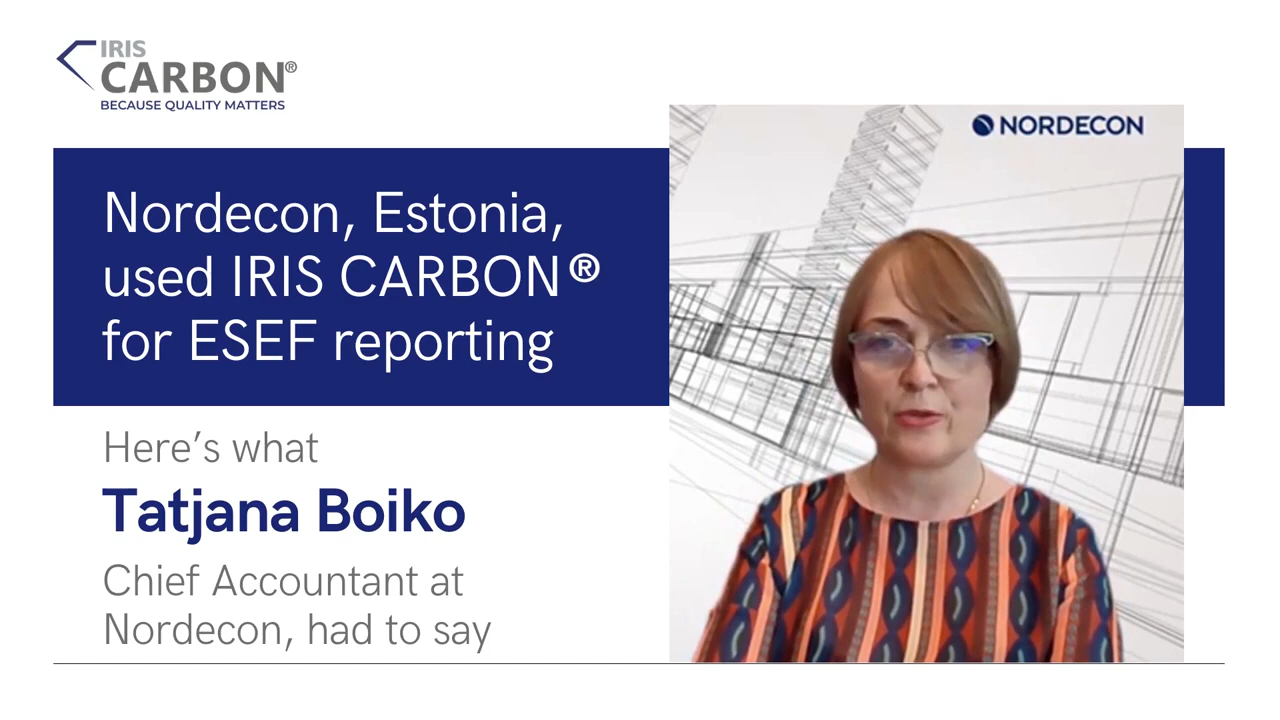 IRIS
CARBON®
BECAUSE QUALITY MATTERS
NORDECON
Nordecon, Estonia,
used IRIS CARBON®
for ESEF reporting
Here's what
Tatjana Boiko
Chief Accountant at
Nordecon, had to say